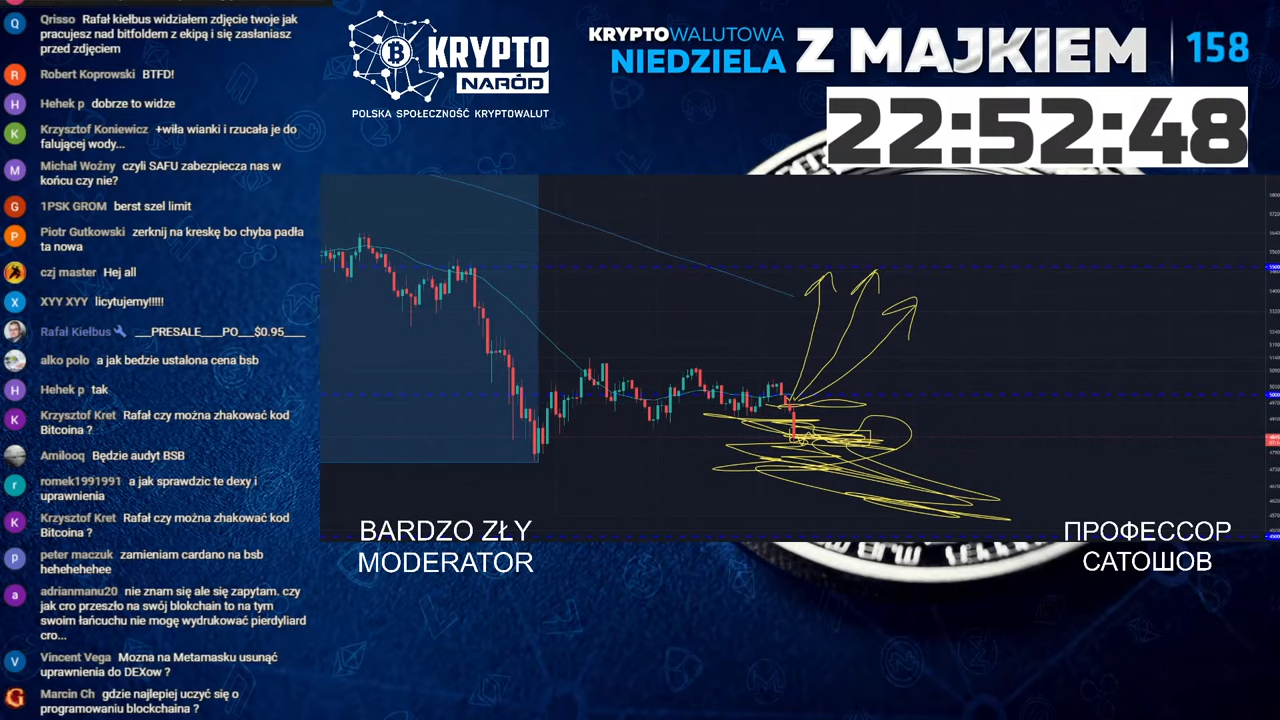 Qrisso Rafał kiełbus widziałem zdjęcie twoje jak
pracujesz nad bitfoldem z ekipą i się zasłaniasz
przed zdjęciem
Robert Koprowski BTFD!
Hehek p dobrze to widze
Krzysztof Koniewicz +wiła wianki i rzucała je do
falującej wody...
Michał Woźny czyli SAFU zabezpiecza nas w
końcu czy nie?
1PSK GROM berst szel limit
Piotr Gutkowski zerknij na kreskę bo chyba padła
ta nowa
czj master Hej all
XYY XYY licytujemy!!!!!
Rafał Kiełbus ___PRESALE___PO___$0.95____
alko polo a jak bedzie ustalona cena bsb
Hehek p tak
Krzysztof Kret Rafał czy można zhakować kod
Bitcoina ?
Amilooq Będzie audyt BSB
romek1991991 a jak sprawdzic te dexy i
uprawnienia
Krzysztof Kret Rafał czy można zhakować kod
Bitcoina ?
peter maczuk zamieniam cardano na bsb
hehehehehee
adrianmanu20 nie znam się ale się zapytam. czy
jak cro przeszło na swój blokchain to na tym
swoim łańcuchu nie mogę wydrukować pierdyliard
cro...
Vincent Vega Mozna na Metamasku usunąć
uprawnienia do DEXow ?
Marcin Ch gdzie najlepiej uczyć się o
programowaniu blockchaina ?
KRYPTO
NARÓD
POLSKA SPOŁECZNOŚĆ KRYPTOWALUT
KRYPTOWALUTOWA
NIEDZIELA Z MAJKIEM 158
22:52:48
BARDZO ZŁY
MODERATOR
ПРОФЕССОР
САТОШОВ